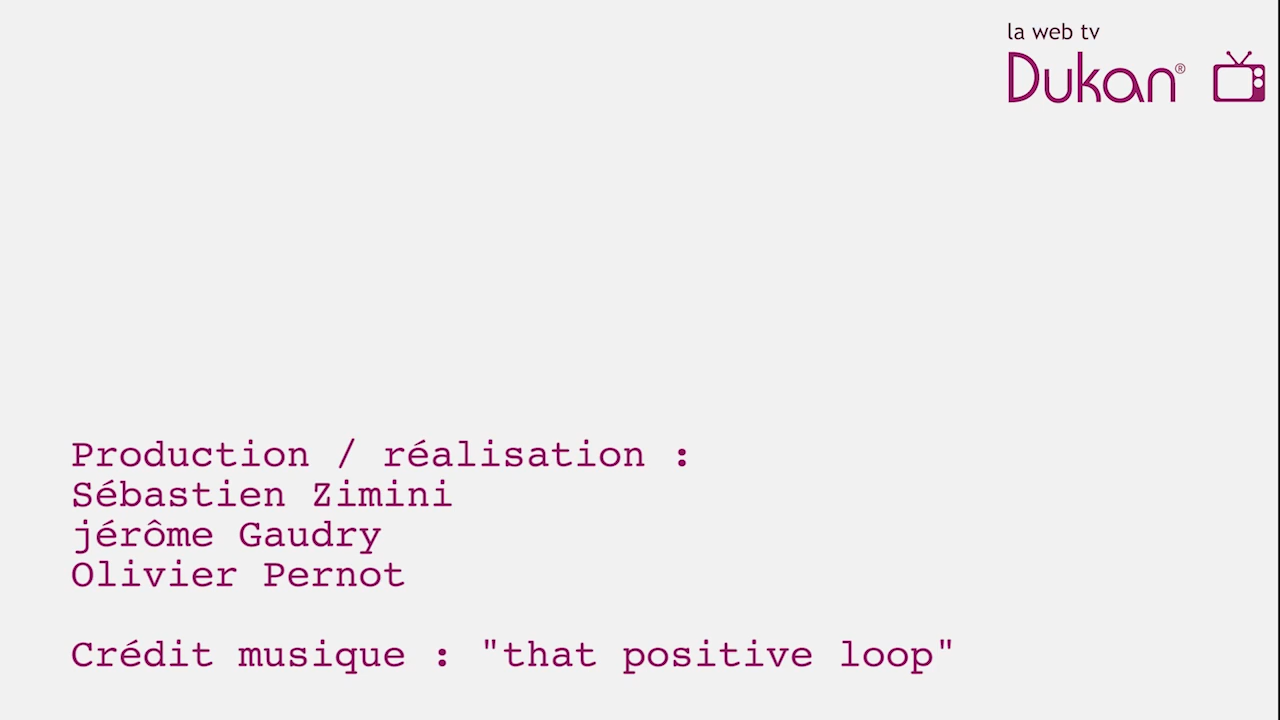 la web tv
Dukan®
Production / réalisation :
Sébastien Zimini
jérôme Gaudry
Olivier Pernot
Crédit musique : "that positive loop"